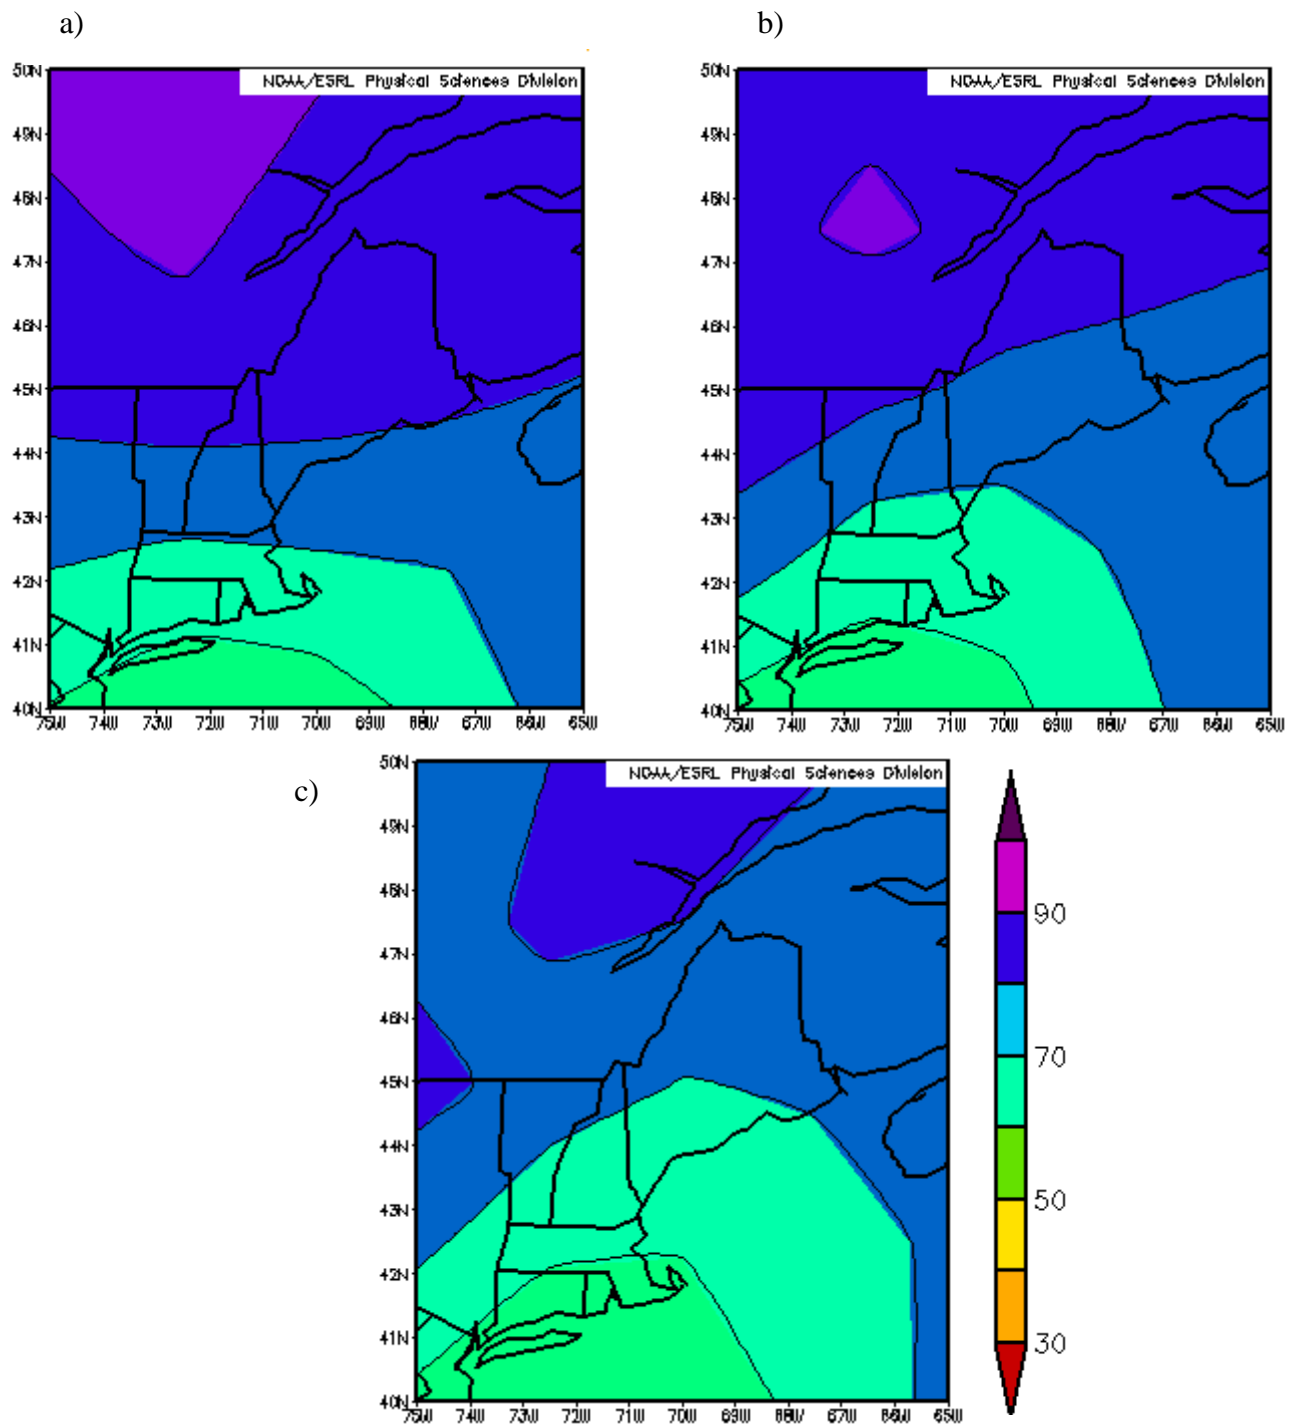 a)
b)
NOAA/ESRL Physical Sciences Division
NOAA/ESRL Physical Sciences Division
50N
49N
48N
47N
46N
45N
44N
43N
42N
41N
40N
75W 74W 73W 72W 71W 70W 69W 68W 67W 66W 65W
50N
49N
48N
47N
46N
45N
44N
43N
42N
41N
40N
75W 74W 73W 72W 71W 70W 69W 68W 67W 66W 65W
c)
NOAA/ESRL Physical Sciences Division
50N
49N
48N
47N
46N
45N
44N
43N
42N
41N
40N
75W 74W 73W 72W 71W 70W 69W 68W 67W 66W 65W
90
70
50
30